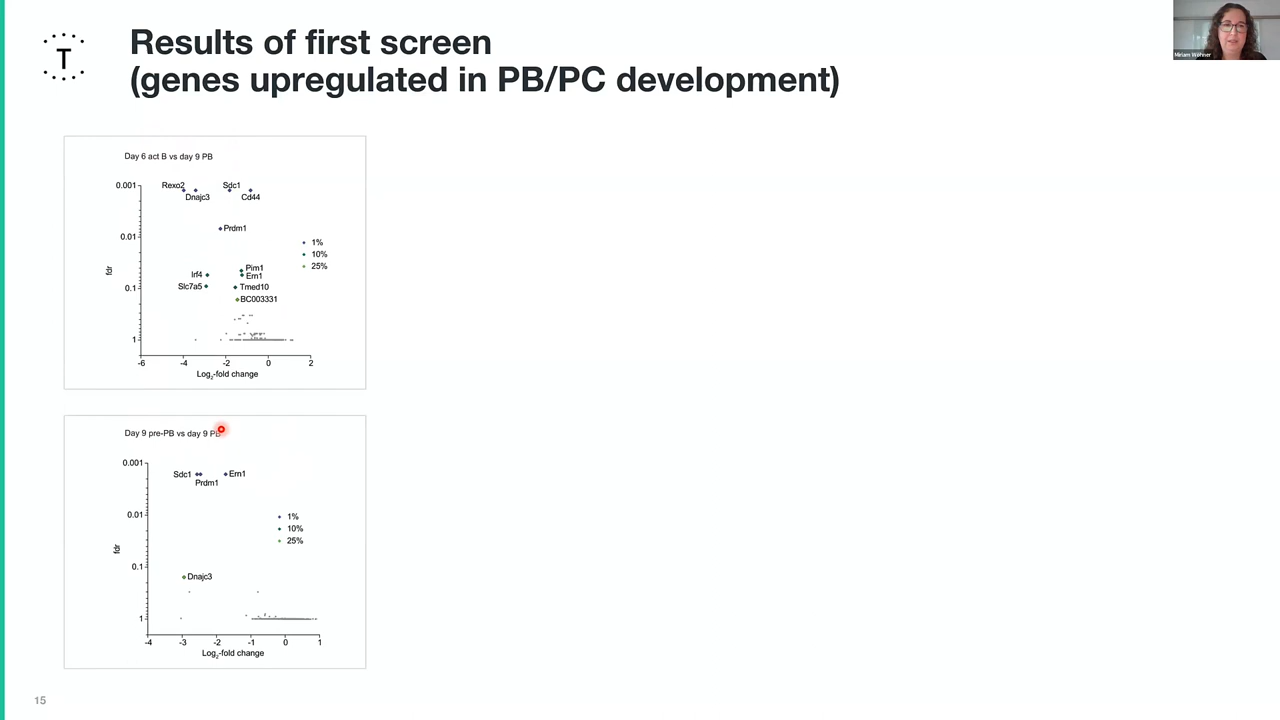 T
Results of first screen
(genes upregulated in PB/PC development)
Miriam Wöhner
Day 6 act B vs day 9 PB
0.001
0.01
0.1
1
fdr
Rexo2
Dnajc3
Sdc1
Cd44
Prdm1
Irf4
Slc7a5
Pim1
Ern1
Tmed10
BC003331
1%
10%
25%
-6 -4 -2 0 2
Log2-fold change
Day 9 pre-PB vs day 9 PB
0.001
0.01
0.1
1
fdr
Sdc1
Prdm1
Ern1
Dnajc3
1%
10%
25%
-4 -3 -2 -1 0 1
Log2-fold change
15